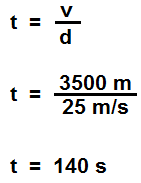 t = v/d
t = 3500 m / 25 m/s
t = 140 s